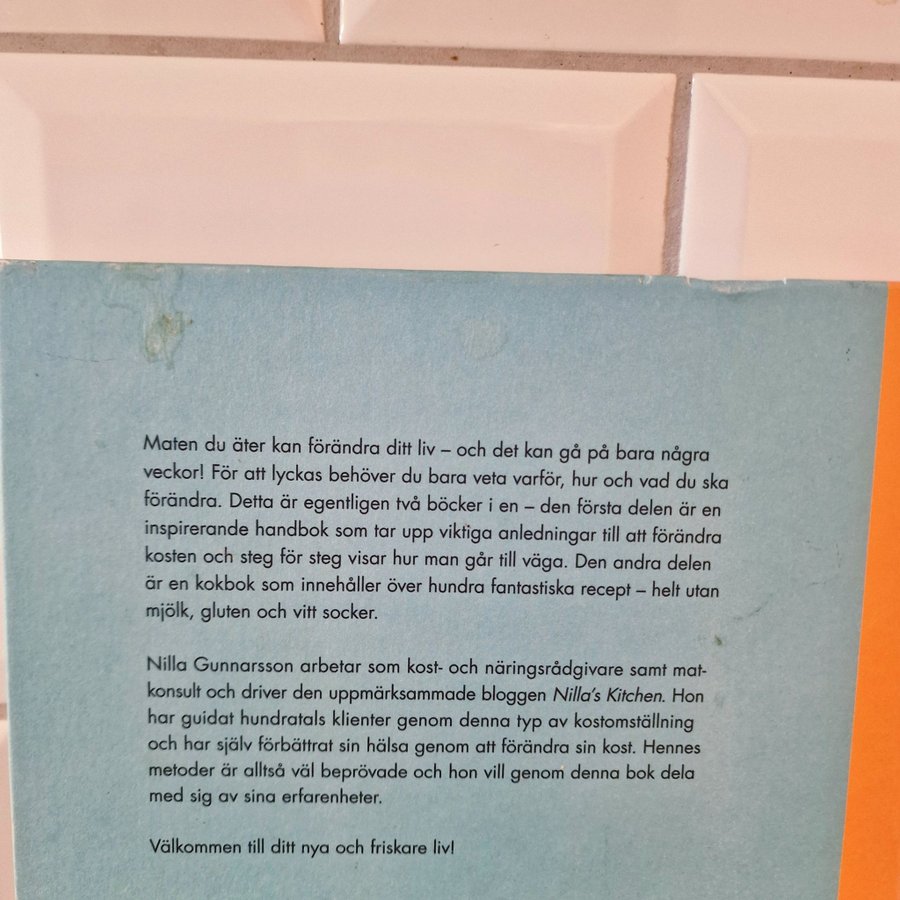 Maten du äter kan förändra ditt liv – och det kan gå på bara några
veckor! För att lyckas behöver du bara veta varför, hur och vad du ska
förändra. Detta är egentligen två böcker i en – den första delen är en
inspirerande handbok som tar upp viktiga anledningar till att förändra
kosten och steg för steg visar hur man går till väga. Den andra delen
är en kokbok som innehåller över hundra fantastiska recept – helt utan
mjölk, gluten och vitt socker.
Nilla Gunnarsson arbetar som kost- och näringsrådgivare samt mat-
konsult och driver den uppmärksammade bloggen Nilla's Kitchen. Hon
har guidat hundratals klienter genom denna typ av kostomställning
och har själv förbättrat sin hälsa genom att förändra sin kost. Hennes
metoder är alltså väl beprövade och hon vill genom denna bok dela
med sig av sina erfarenheter.
Välkommen till ditt nya och friskare liv!